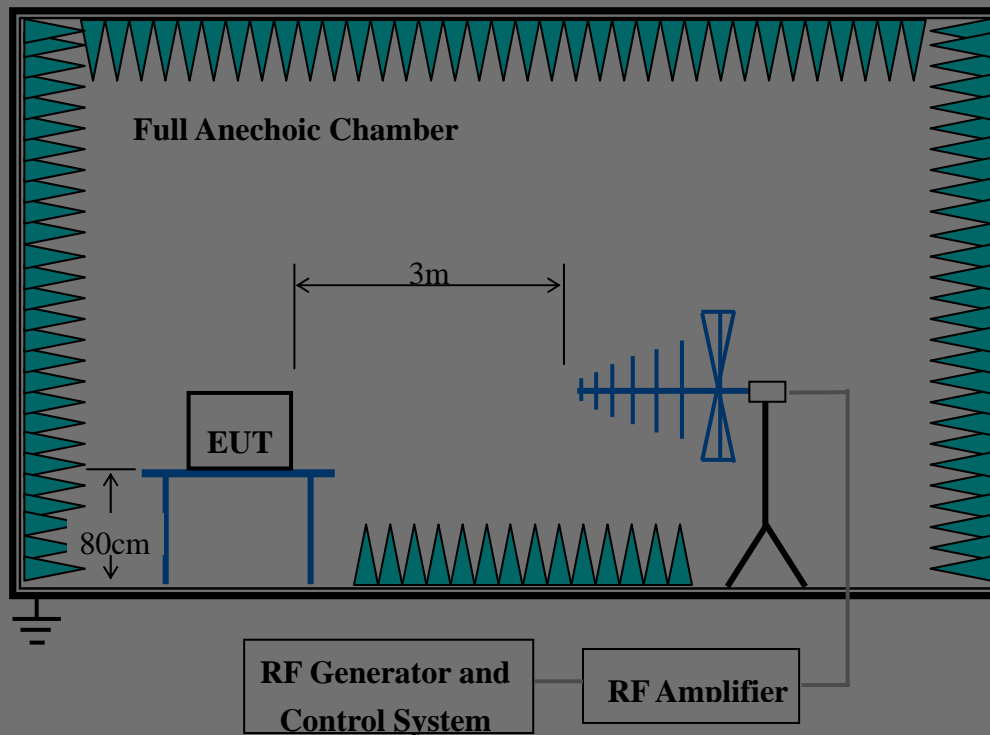 Full Anechoic Chamber
3m
EUT
80cm
RF Generator and
Control System
RF Amplifier